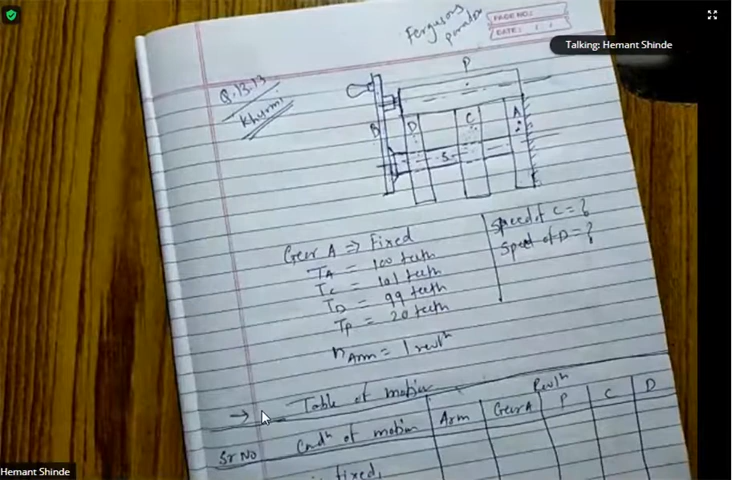 Fergusons
paradox
PAGE NO.:
DATE: / /
Talking: Hemant Shinde
Q.13.13
Khurmi
P
B
D
C
A
S
Gear A => Fixed
TA = 100 teeth
TC = 101 teeth
TD = 99 teeth
TP = 20 teeth
nArm = 1 revln
Speed of C = ?
Speed of D = ?
→ Table of motion
Revln
Sr No Condn of motion Arm Gear A P C D
fixed,
Hemant Shinde